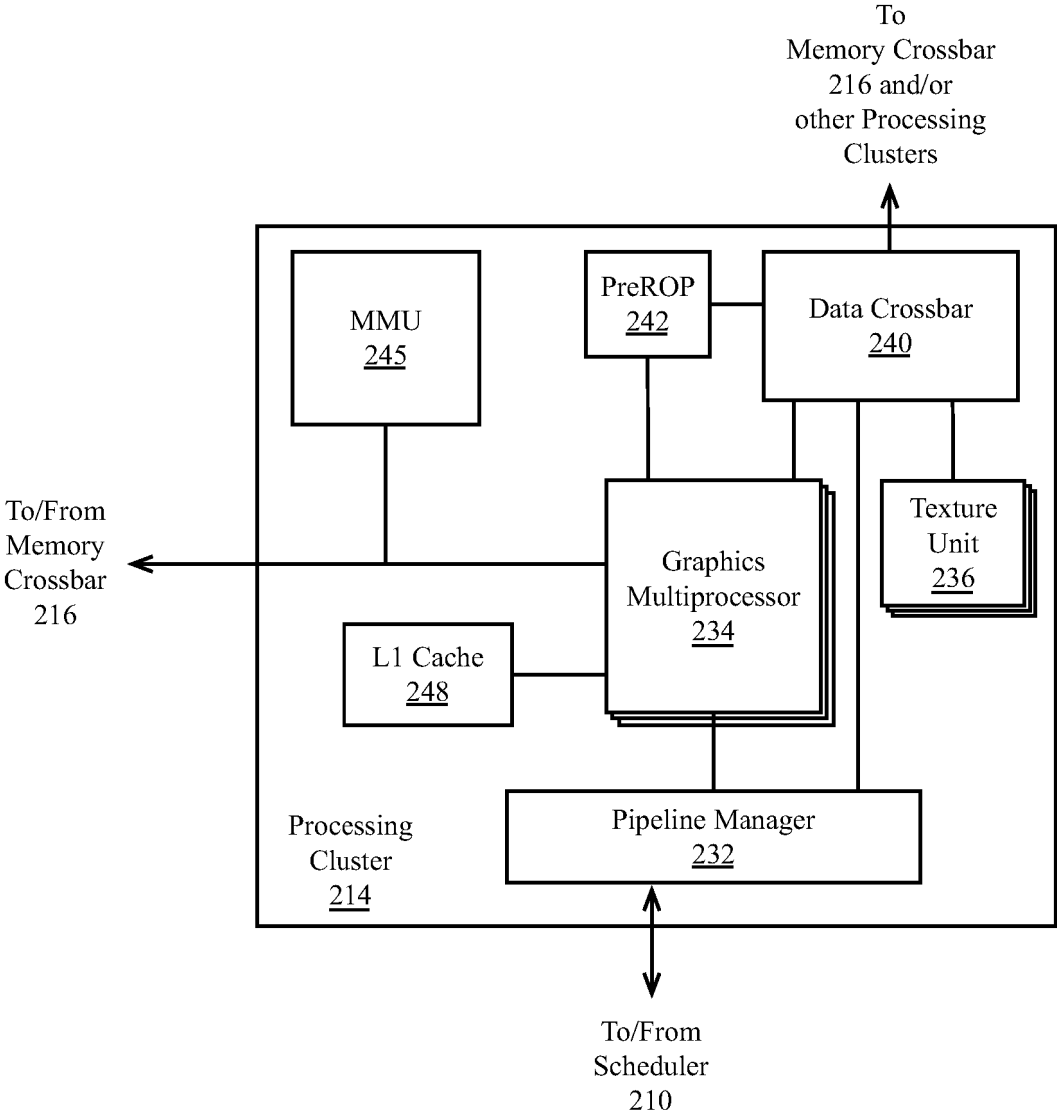 To
Memory Crossbar
216 and/or
other Processing
Clusters
MMU
245
PreROP
242
Data Crossbar
240
To/From
Memory
Crossbar
216
Graphics
Multiprocessor
234
Texture
Unit
236
L1 Cache
248
Processing
Cluster
214
Pipeline Manager
232
To/From
Scheduler
210